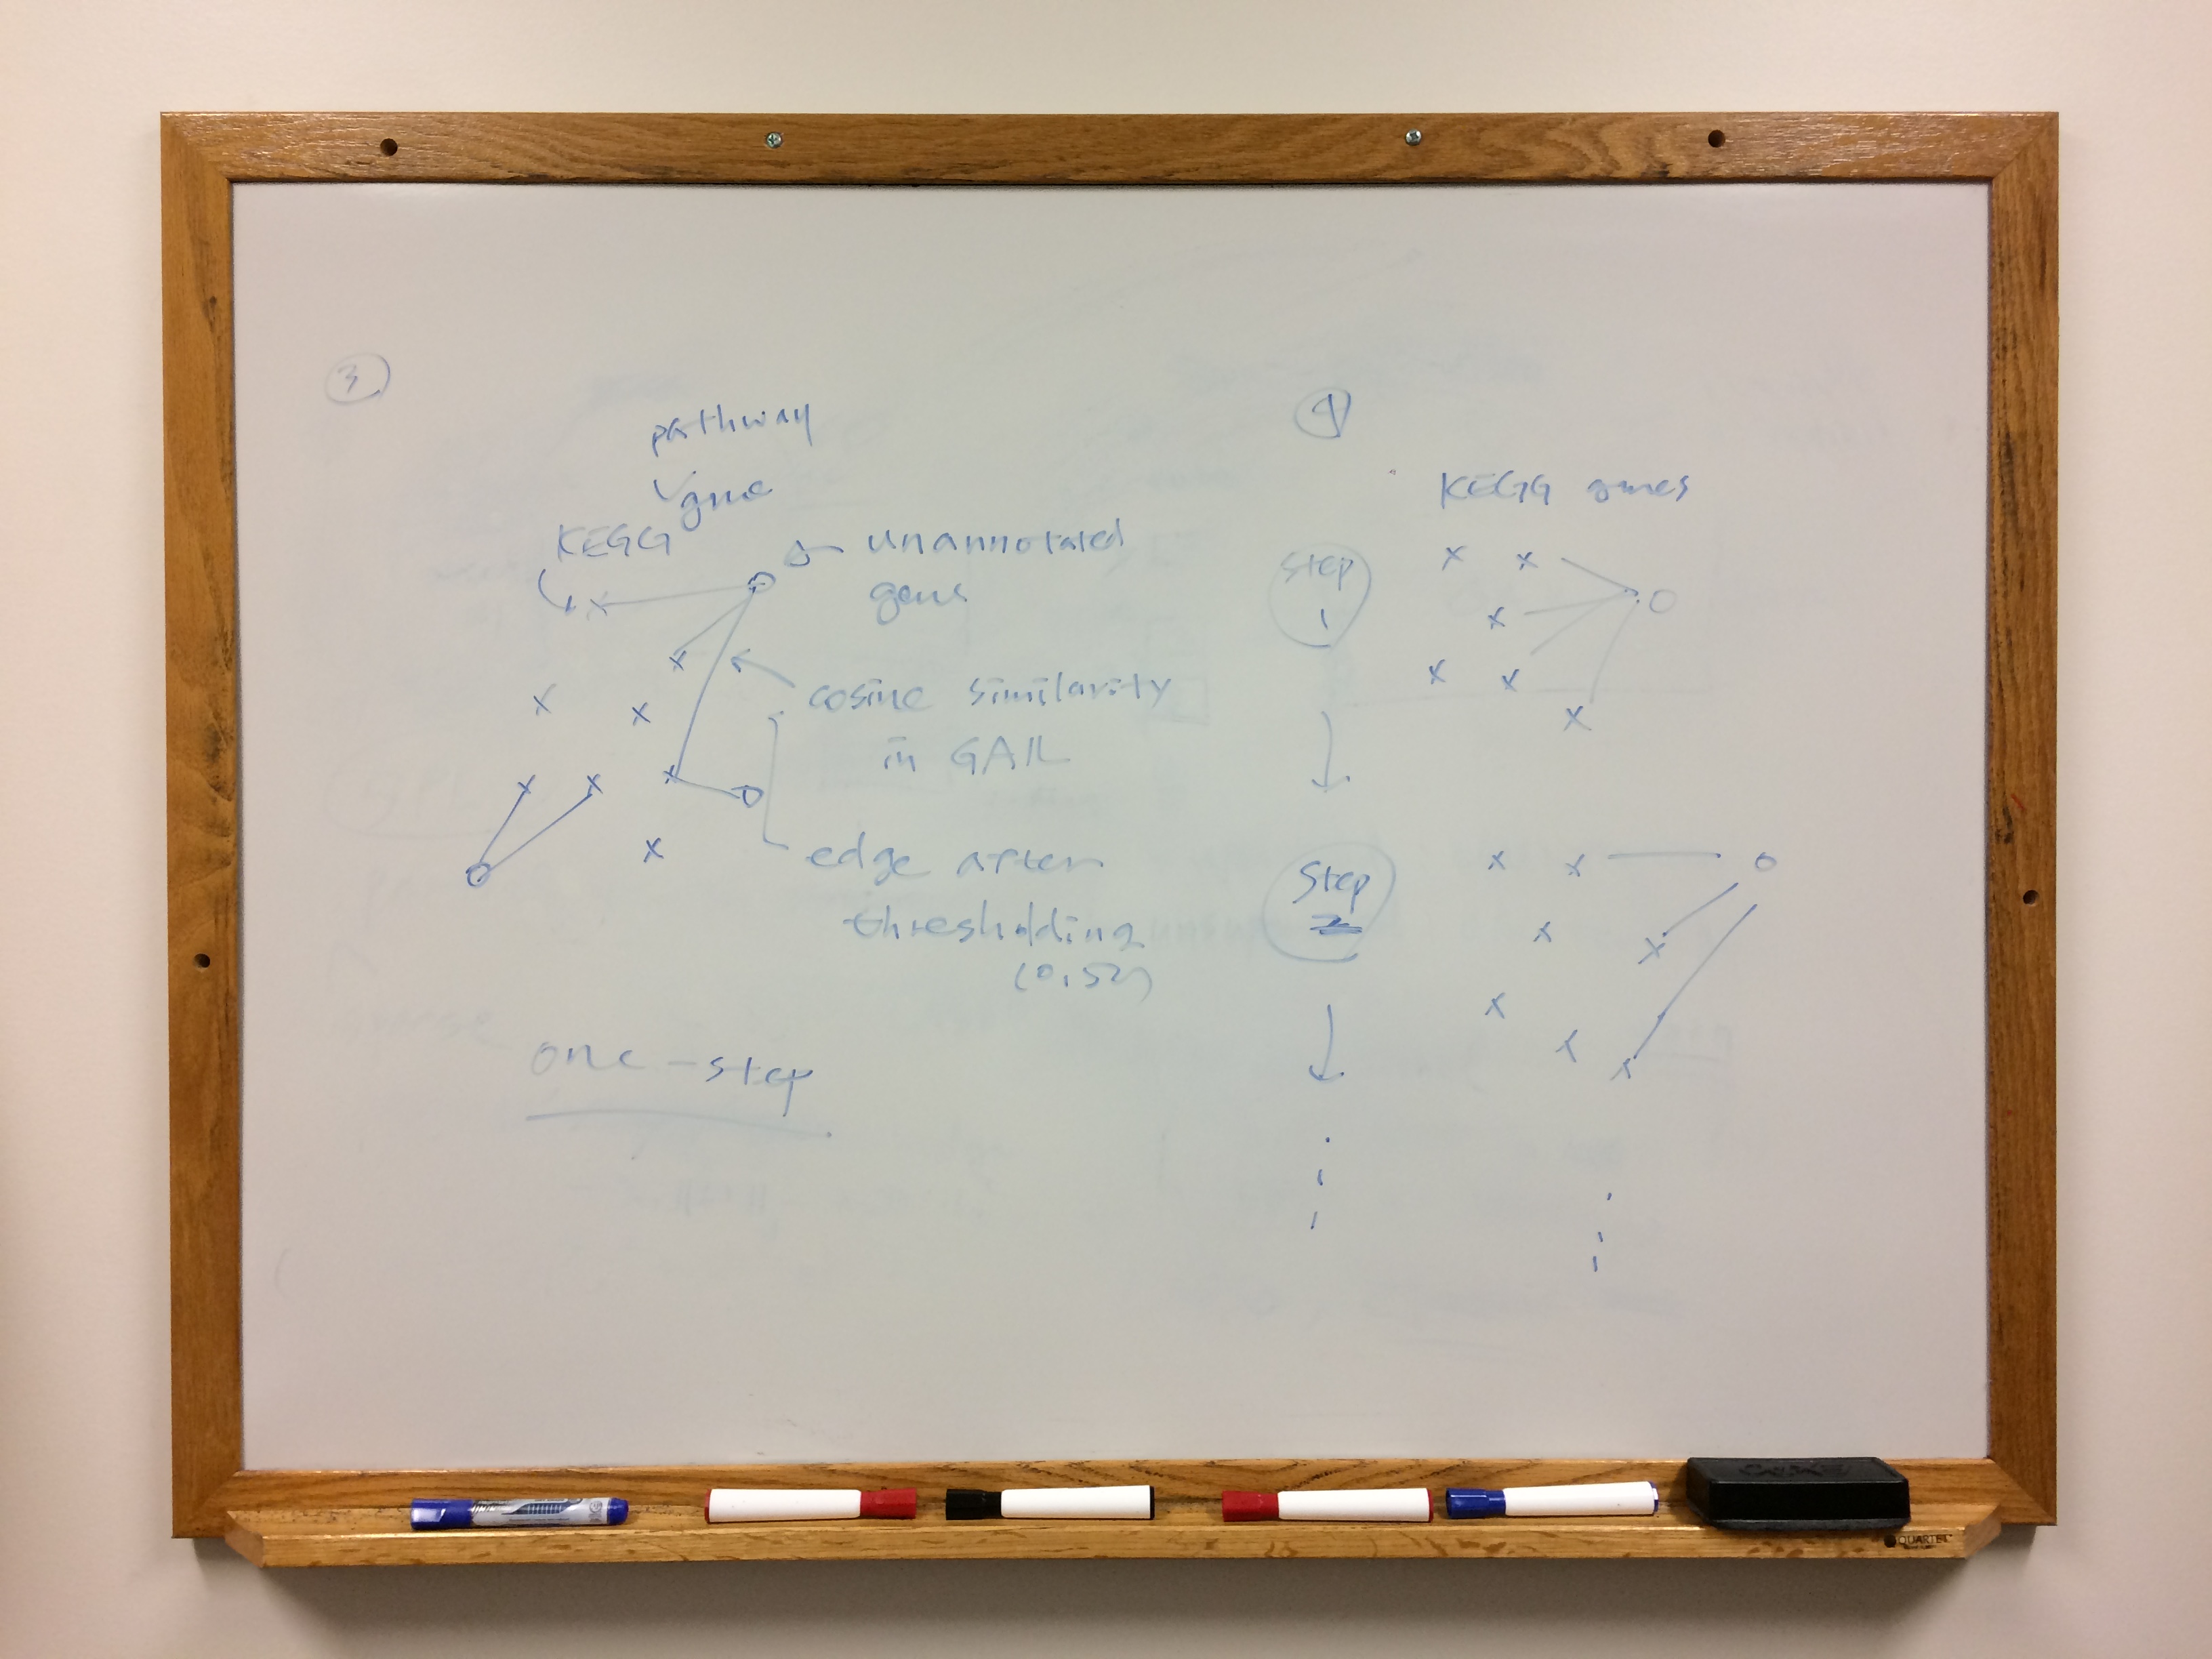 3
pathway
gene
KEGG
unannotated
gene
cosine similarity
in GAIL
edge after
thresholding
(0.52)
one-step
4
KEGG genes
Step
1
Step
2
QUARTET